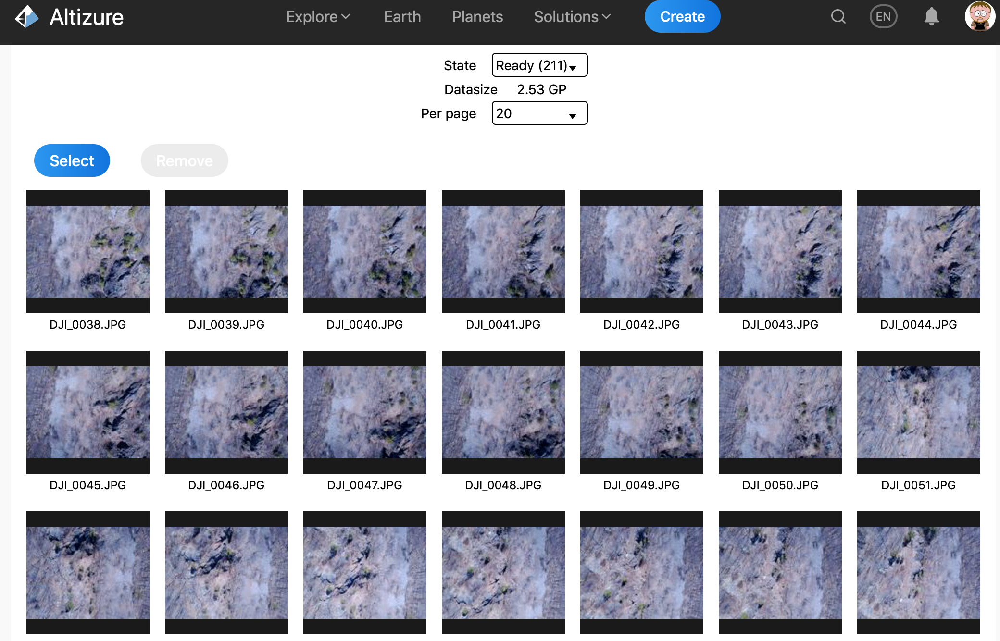 Altizure
Explore Earth Planets Solutions Create EN
State Ready (211)
Datasize 2.53 GP
Per page 20
Select Remove
DJI_0038.JPG DJI_0039.JPG DJI_0040.JPG DJI_0041.JPG DJI_0042.JPG DJI_0043.JPG DJI_0044.JPG
DJI_0045.JPG DJI_0046.JPG DJI_0047.JPG DJI_0048.JPG DJI_0049.JPG DJI_0050.JPG DJI_0051.JPG